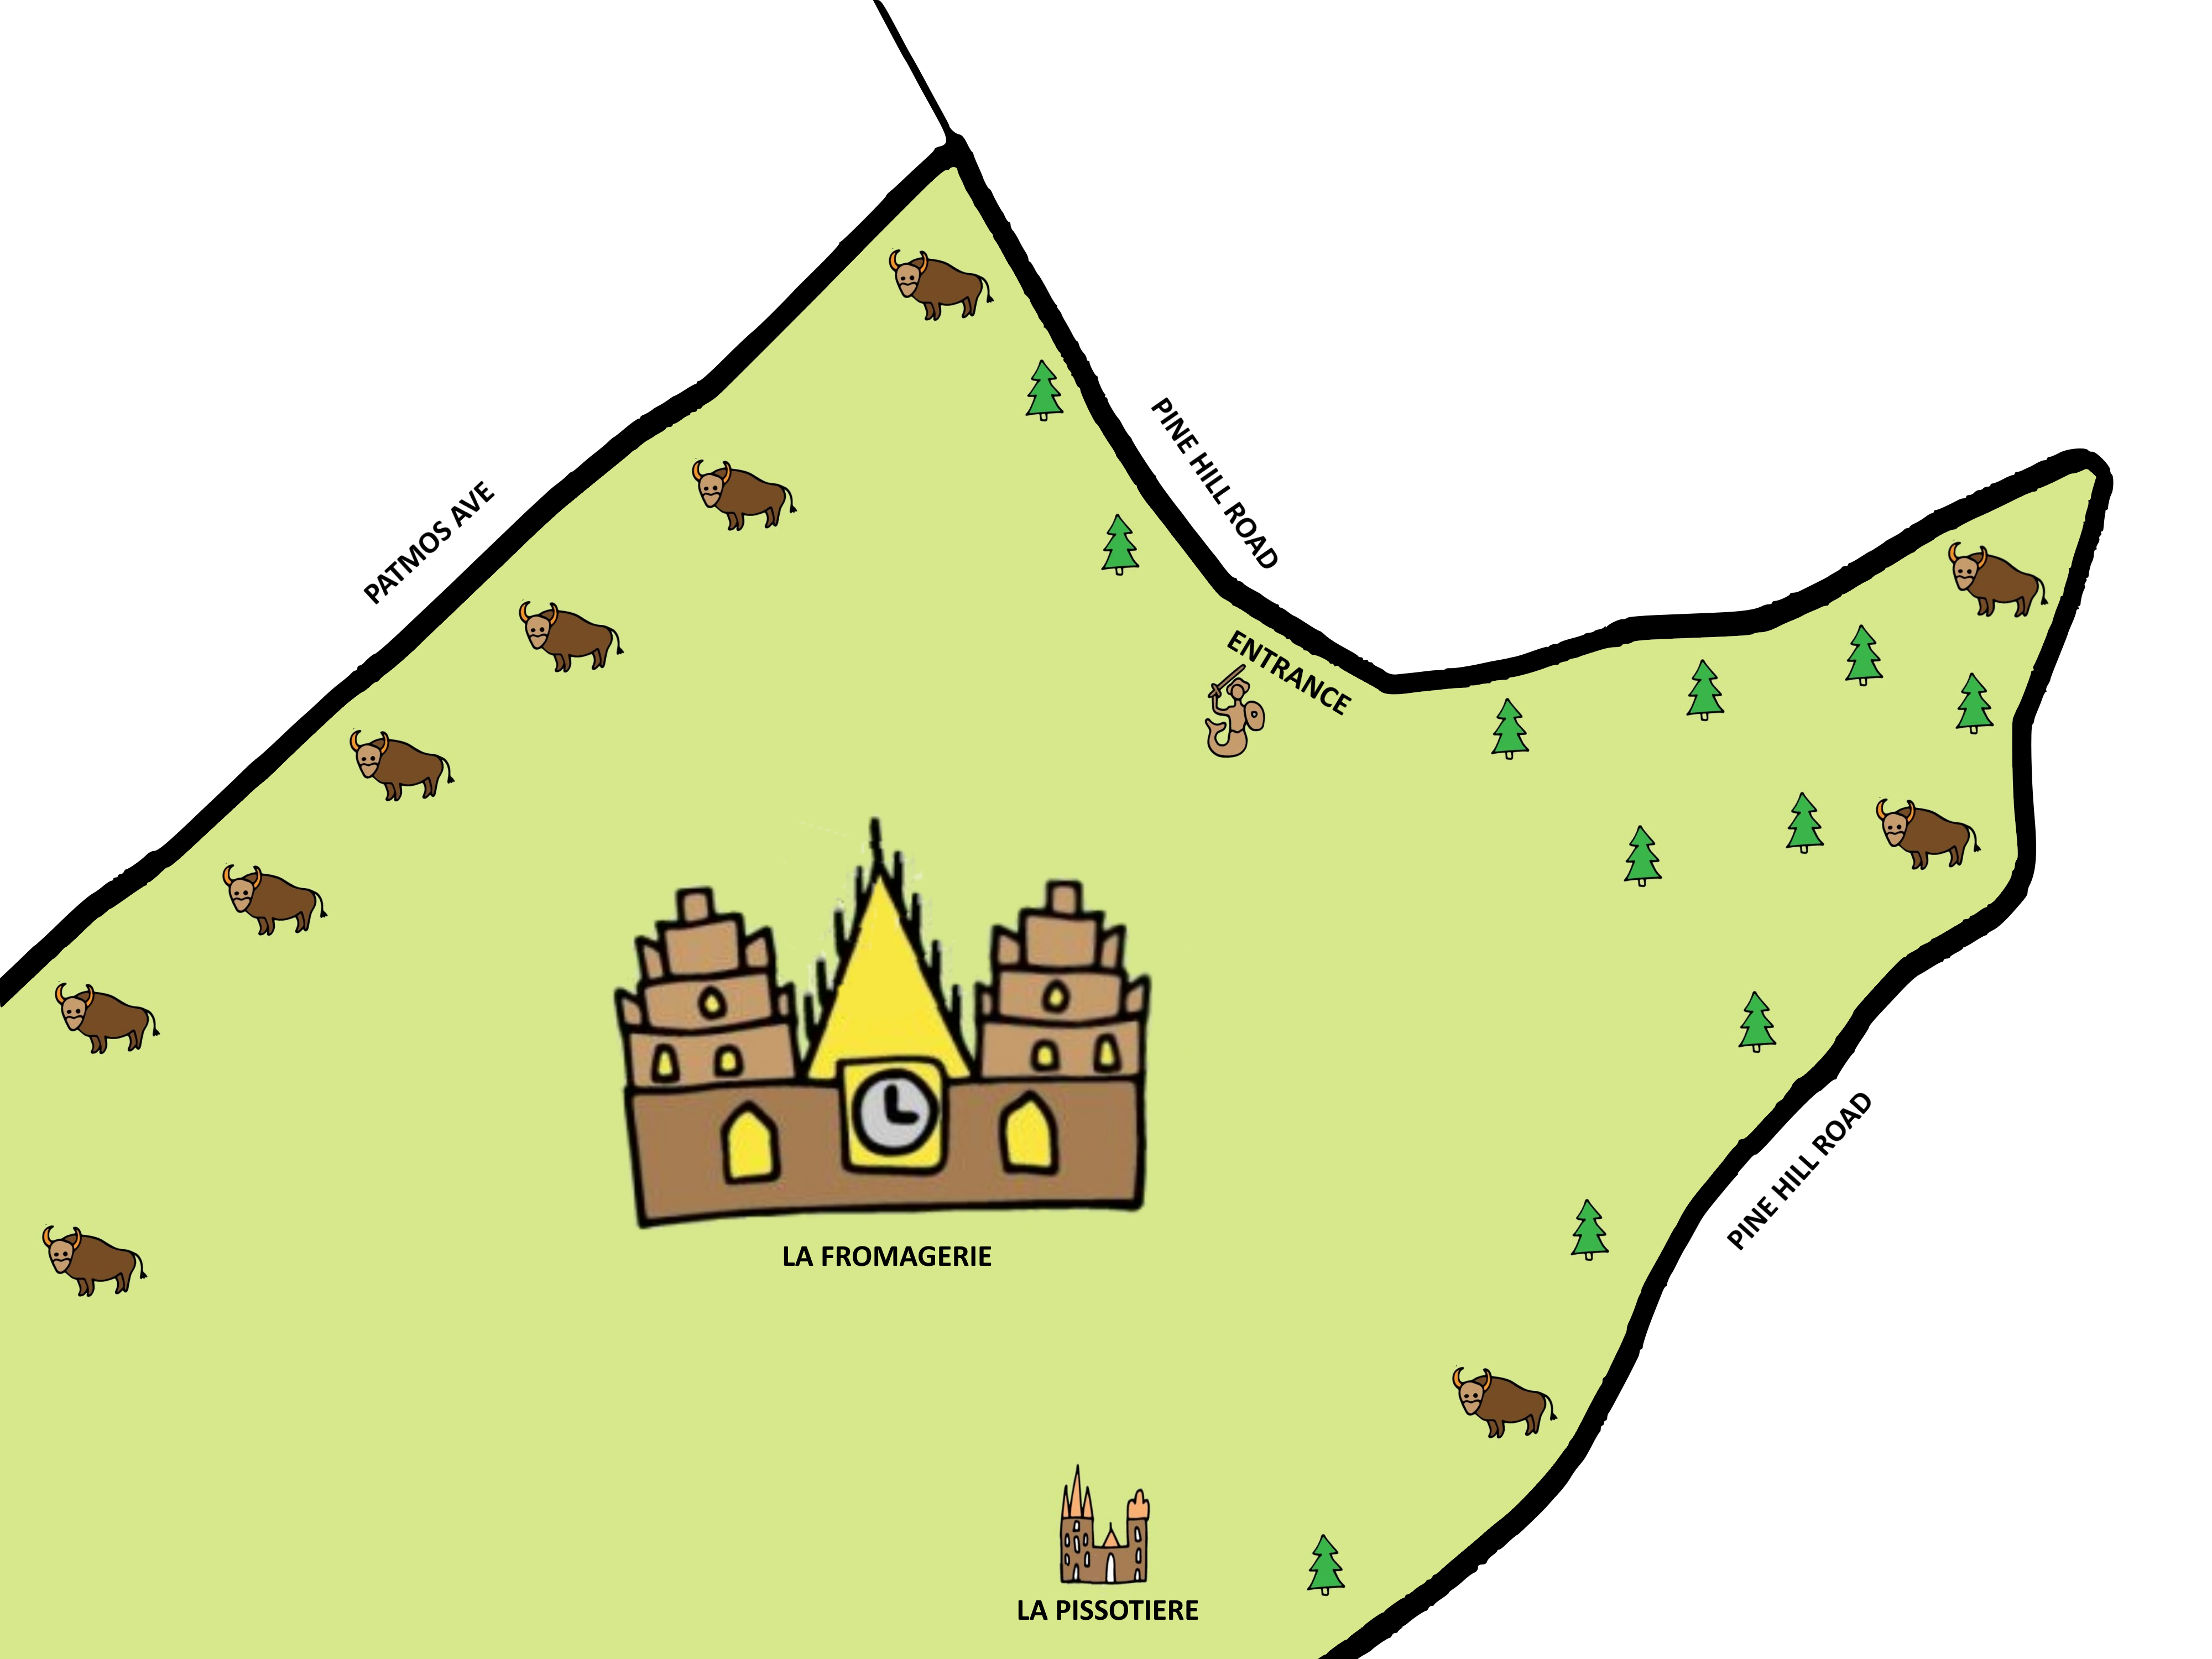 PINE HILL ROAD
PATMOS AVE
ENTRANCE
PINE HILL ROAD
LA FROMAGERIE
LA PISSOTIERE